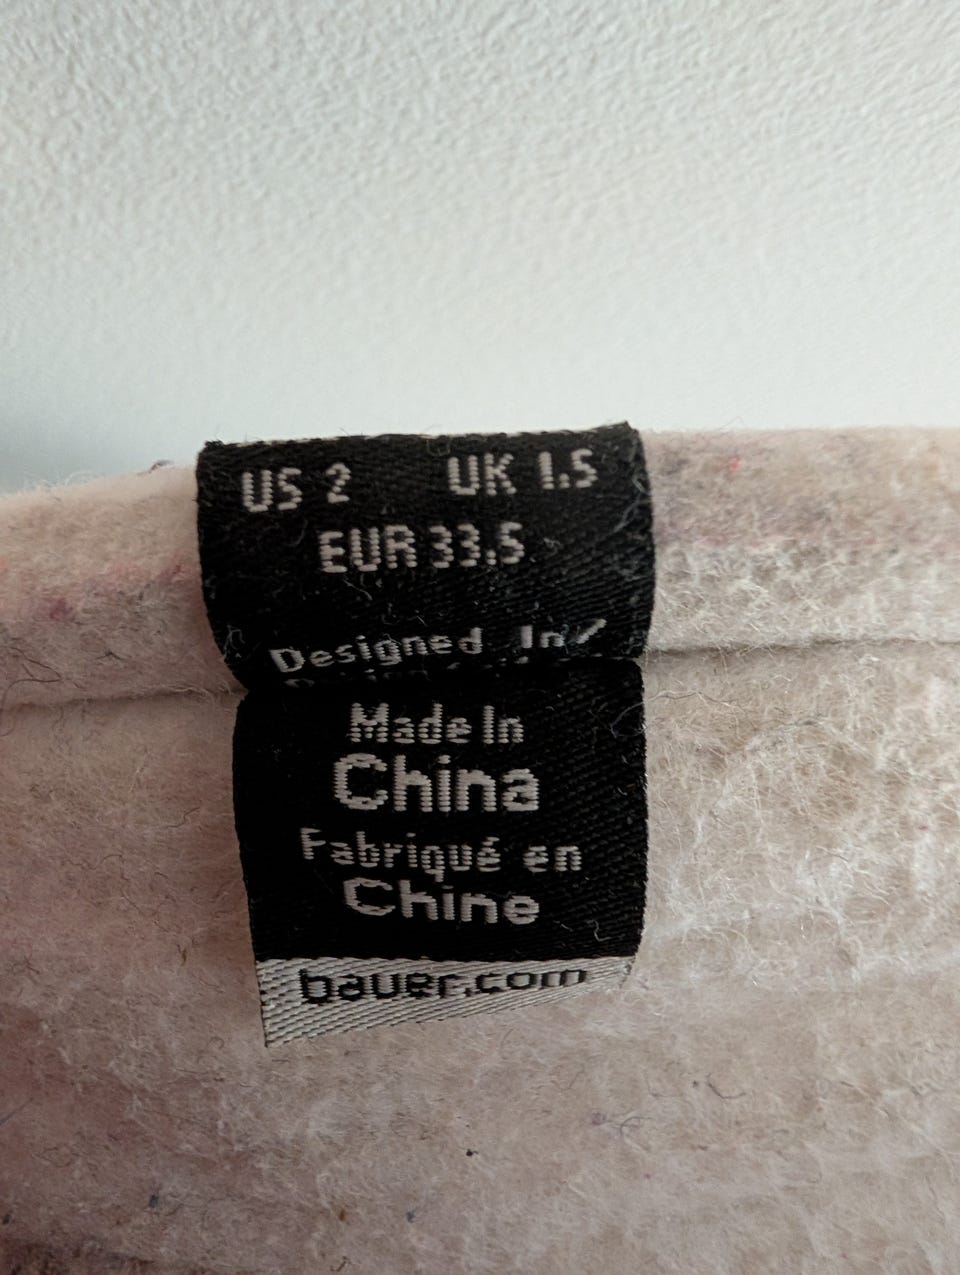 US 2 UK 1.5
EUR 33.5
Designed In/
Made In
China
Fabriqué en
Chine
bauer.com